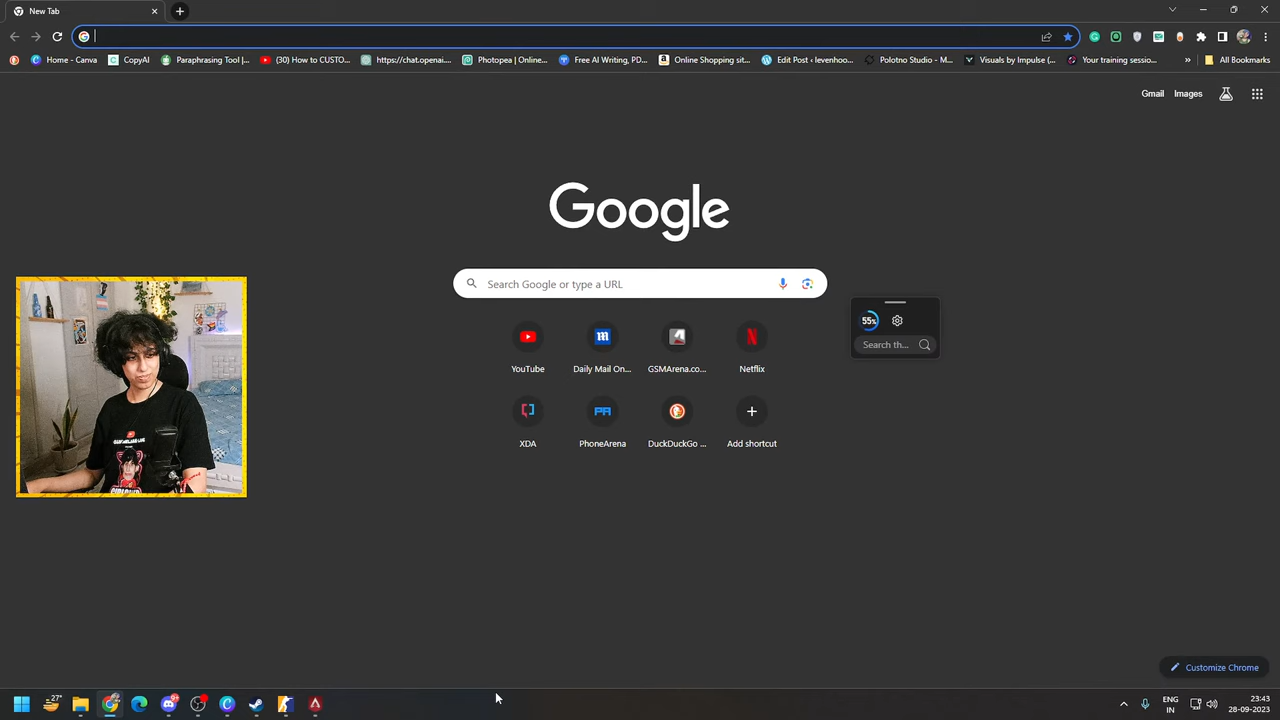 New Tab
Home - Canva
CopyAI
Paraphrasing Tool |...
(30) How to CUSTO...
https://chat.openai....
Photopea | Online...
Free AI Writing, PD...
Online Shopping sit...
Edit Post ‹ levenhoo...
Polotno Studio - M...
Visuals by Impulse (...
Your training sessio...
»
All Bookmarks
Gmail
Images
Google
Search Google or type a URL
55%
Search th...
YouTube
Daily Mail On...
GSMArena.co...
Netflix
XDA
PhoneArena
DuckDuckGo ...
Add shortcut
Customize Chrome
27°
ENG
IN
23:43
28-09-2023